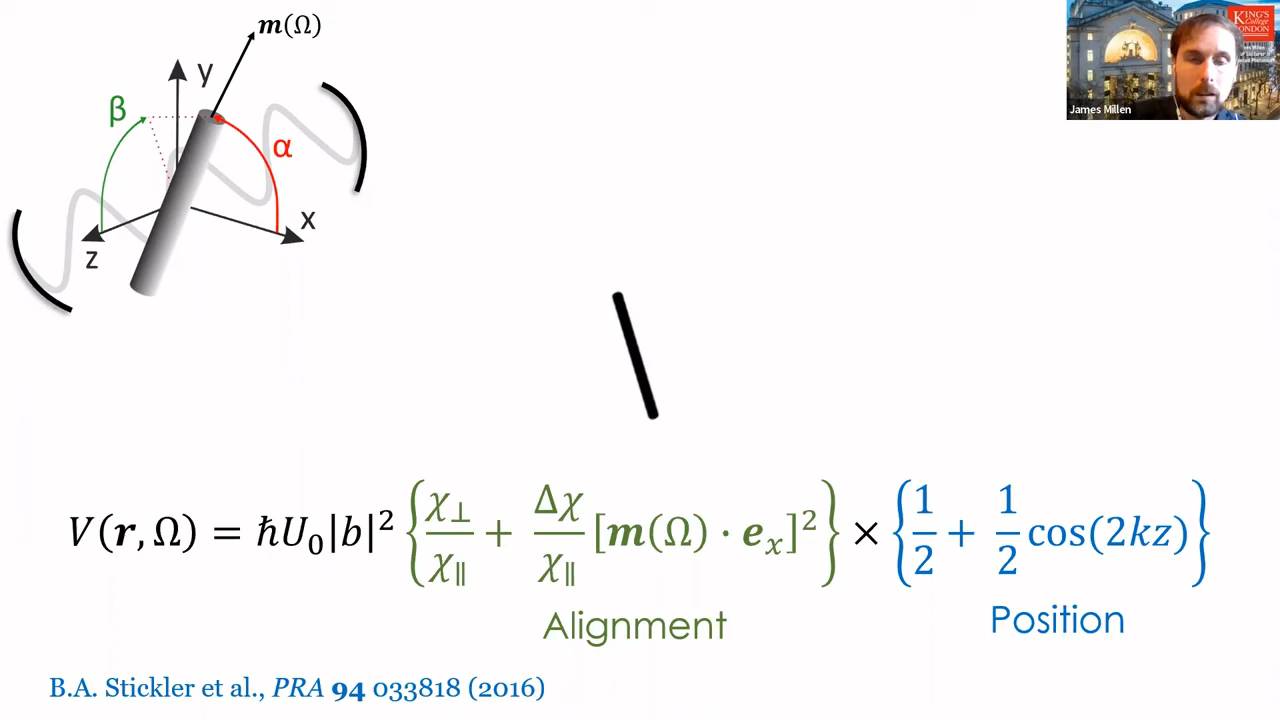 m(Ω)
y
β
α
x
z
KING'S
College
LONDON
James Millen
V(r, Ω) = ℏU₀|b|² {χ⊥/χ∥ + Δχ/χ∥ [m(Ω) · eₓ]²} × {1/2 + 1/2 cos(2kz)}
Alignment
Position
B.A. Stickler et al., PRA 94 033818 (2016)